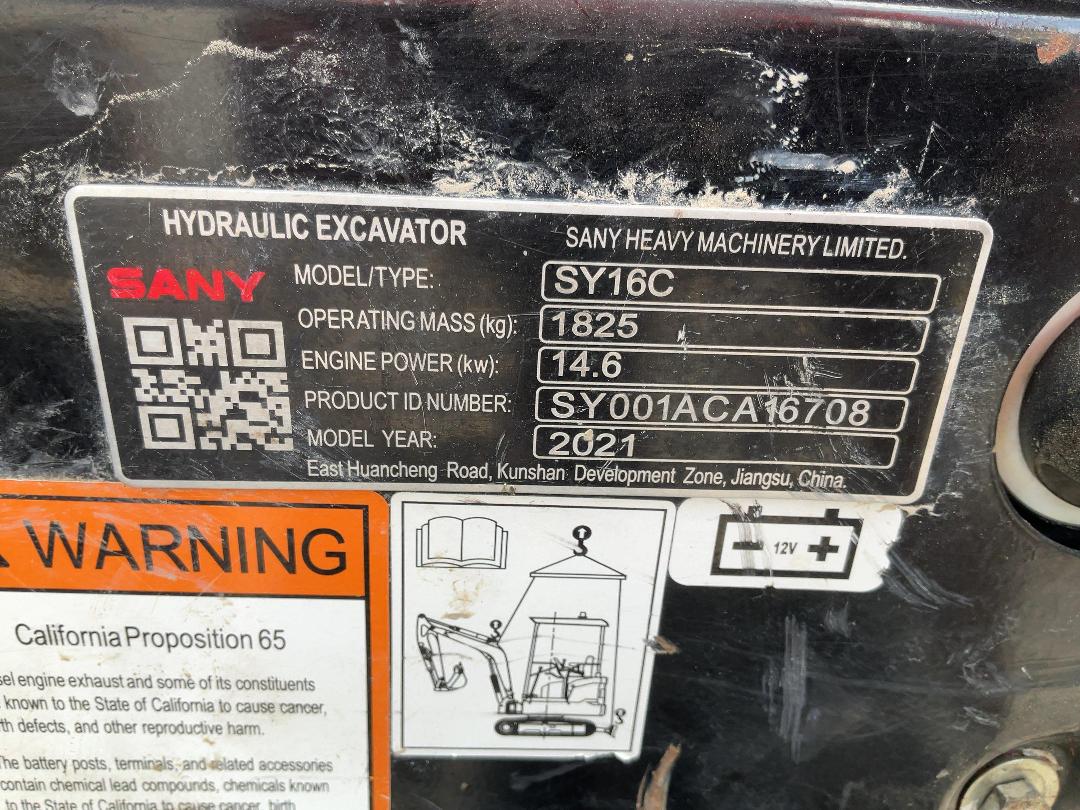 HYDRAULIC EXCAVATOR
SANY HEAVY MACHINERY LIMITED.
SANY
MODEL/TYPE: SY16C
OPERATING MASS (kg): 1825
ENGINE POWER (kw): 14.6
PRODUCT ID NUMBER: SY001ACA16708
MODEL YEAR: 2021
East Huancheng Road, Kunshan Development Zone, Jiangsu, China.
WARNING
California Proposition 65
engine exhaust and some of its constituents
known to the State of California to cause cancer,
defects, and other reproductive harm.
The battery posts, terminals, and related accessories
contain chemical lead compounds, chemicals known
to the State of California to cause cancer, birth
- 12V +